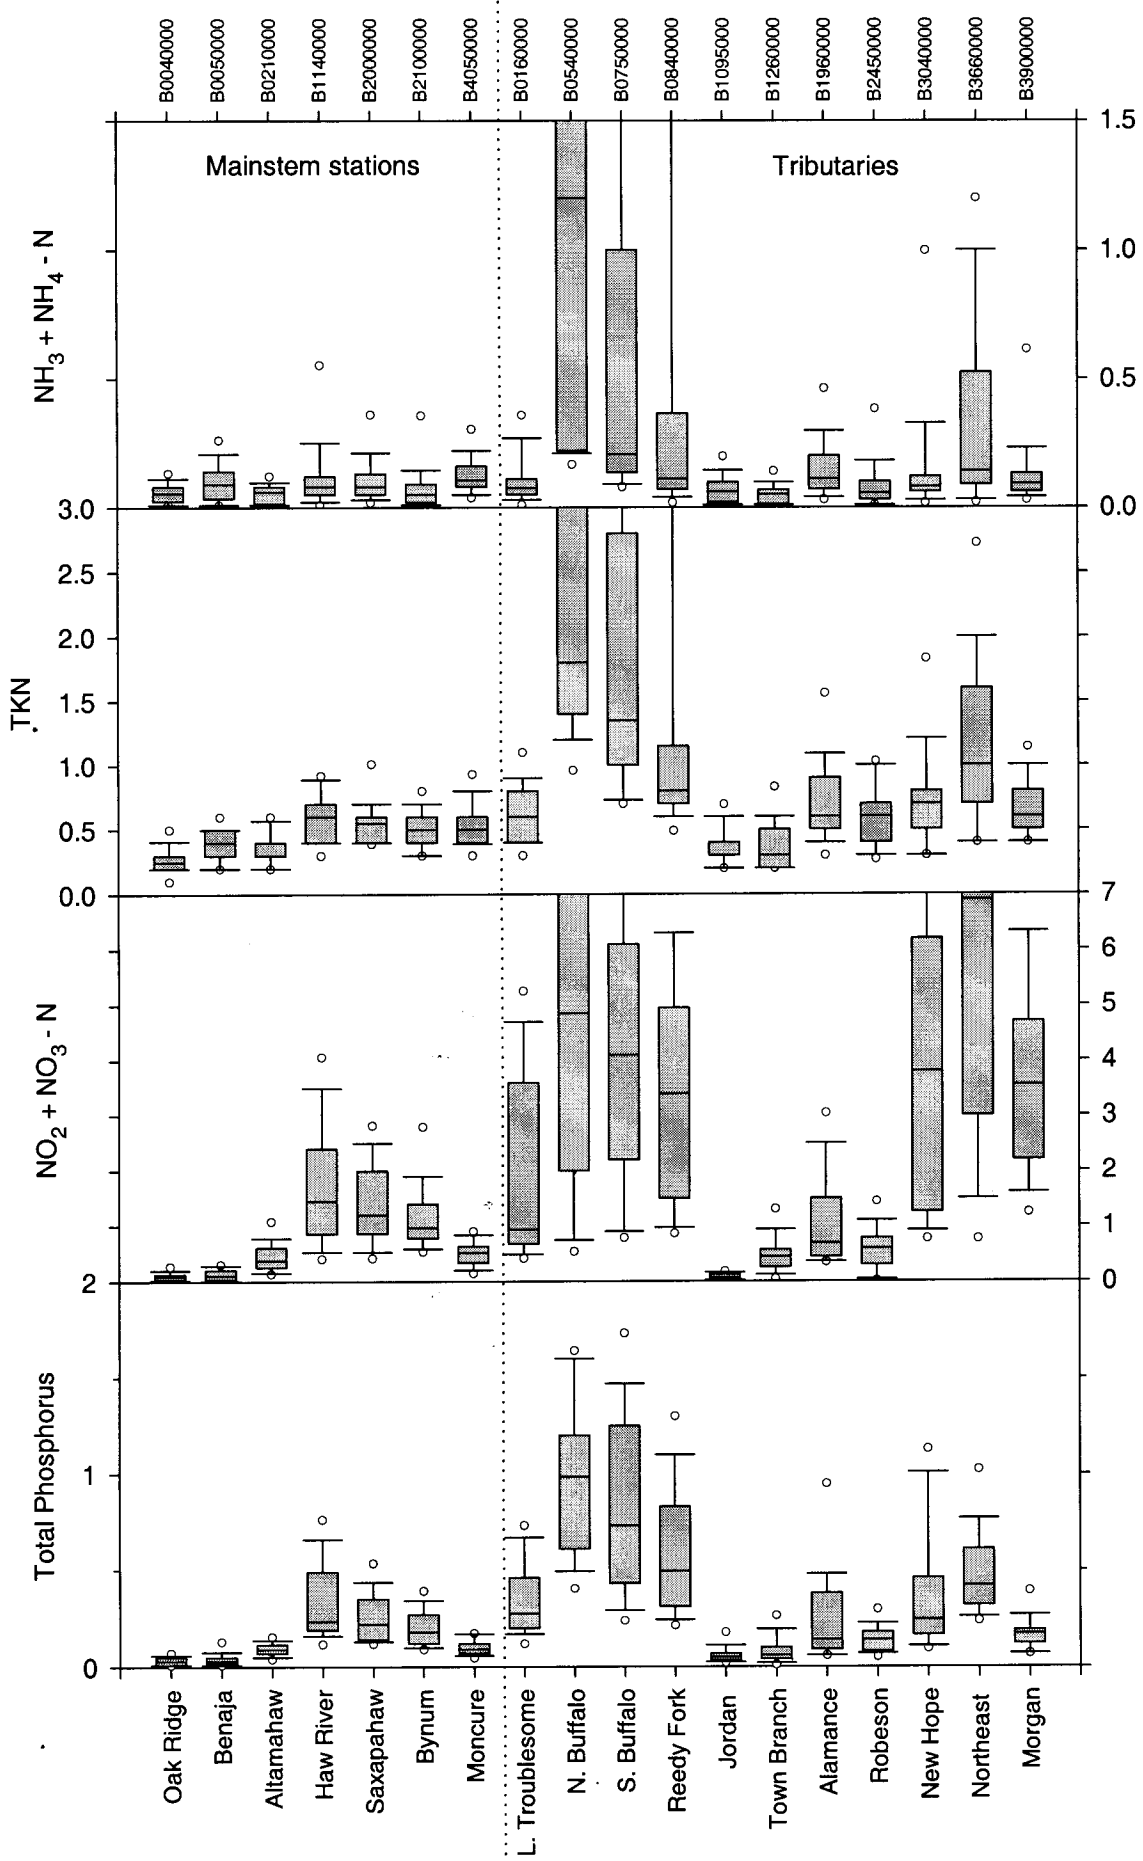 B0040000 B0050000 B0210000 B1140000 B2000000 B2100000 B4050000 B0160000 B0540000 B0750000 B0840000 B1095000 B1260000 B1960000 B2450000 B3040000 B3660000 B3900000
Mainstem stations
Tributaries
NH3 + NH4 - N
1.5
1.0
0.5
0.0
TKN
3.0
2.5
2.0
1.5
1.0
0.5
0.0
NO2 + NO3 - N
7
6
5
4
3
2
1
0
Total Phosphorus
2
1
0
Oak Ridge
Benaja
Altamahaw
Haw River
Saxapahaw
Bynum
Moncure
L. Troublesome
N. Buffalo
S. Buffalo
Reedy Fork
Jordan
Town Branch
Alamance
Robeson
New Hope
Northeast
Morgan